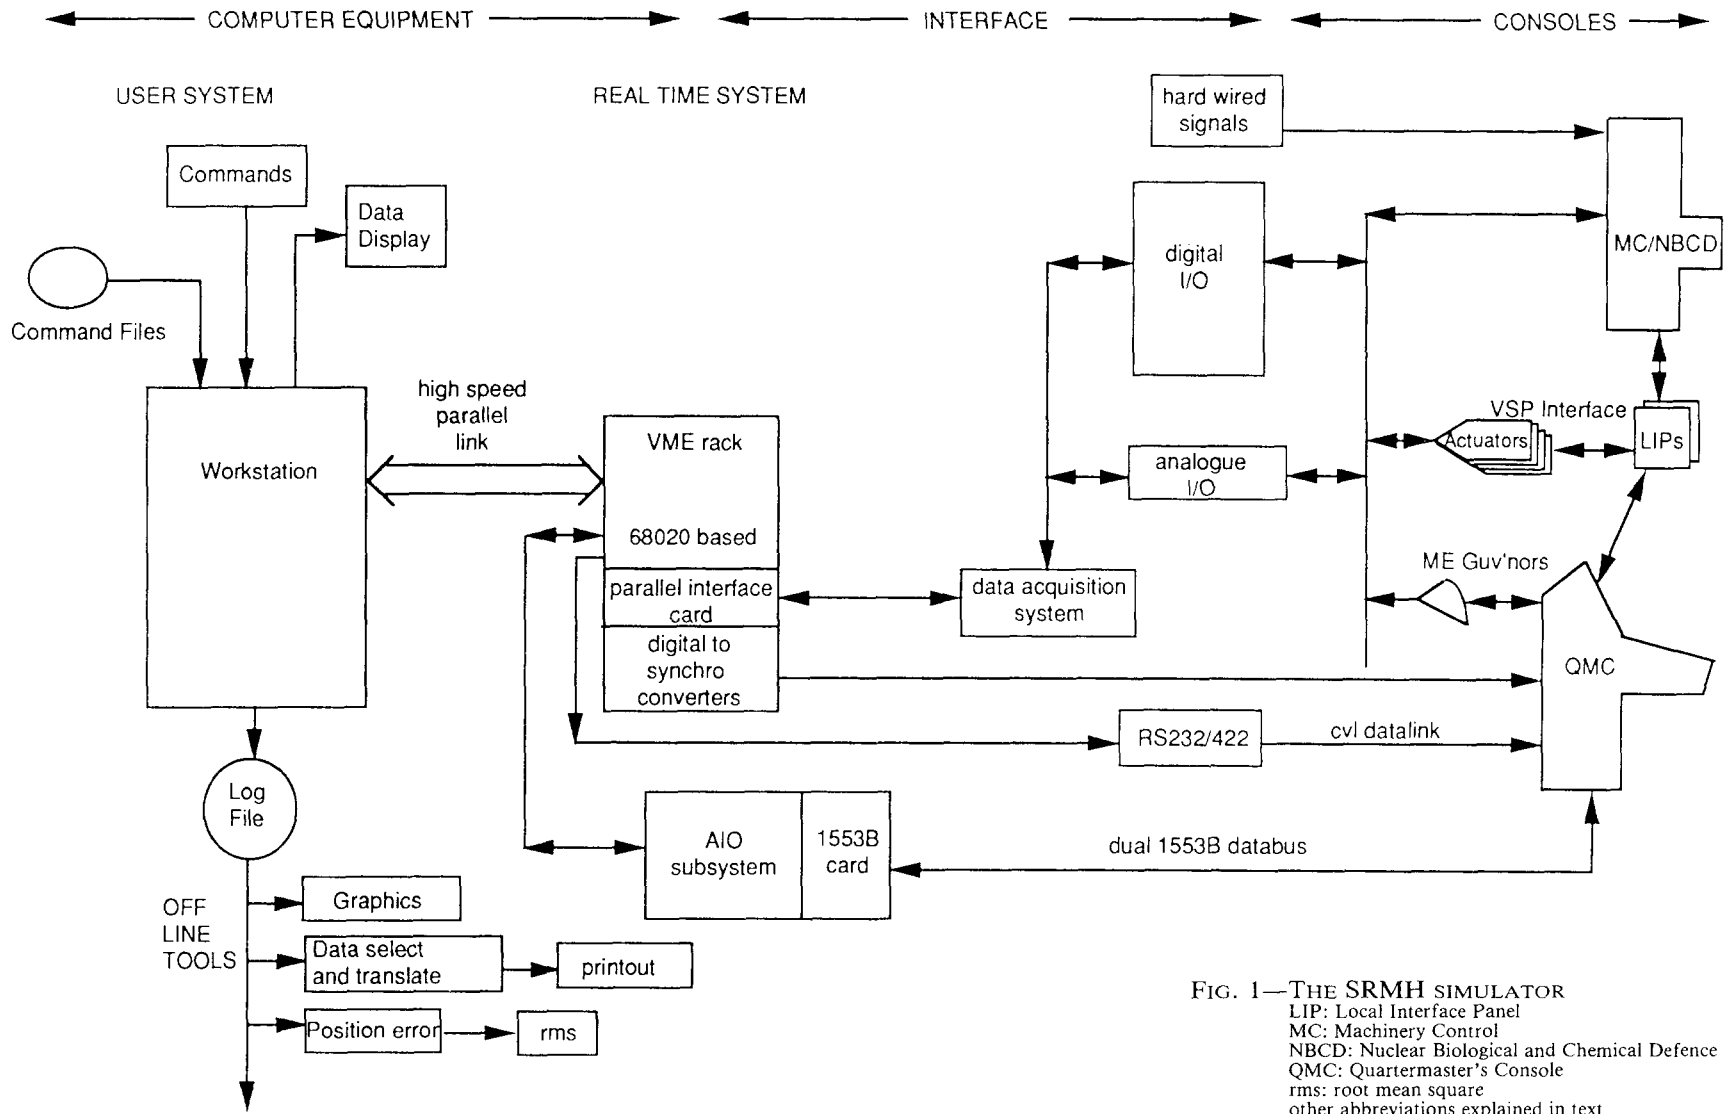 COMPUTER EQUIPMENT
INTERFACE
CONSOLES
USER SYSTEM
REAL TIME SYSTEM
hard wired
signals
Commands
Data
Display
Command Files
digital
I/O
MC/NBCD
high speed
parallel
link
VSP Interface
Actuators
LIPs
Workstation
VME rack
68020 based
analogue
I/O
parallel interface
card
data acquisition
system
ME Guv'nors
digital to
synchro
converters
QMC
RS232/422
cvl datalink
Log
File
AIO
subsystem
1553B
card
dual 1553B databus
OFF
LINE
TOOLS
Graphics
Data select
and translate
printout
Position error
rms
FIG. 1—THE SRMH SIMULATOR
LIP: Local Interface Panel
MC: Machinery Control
NBCD: Nuclear Biological and Chemical Defence
QMC: Quartermaster's Console
rms: root mean square
other abbreviations explained in text